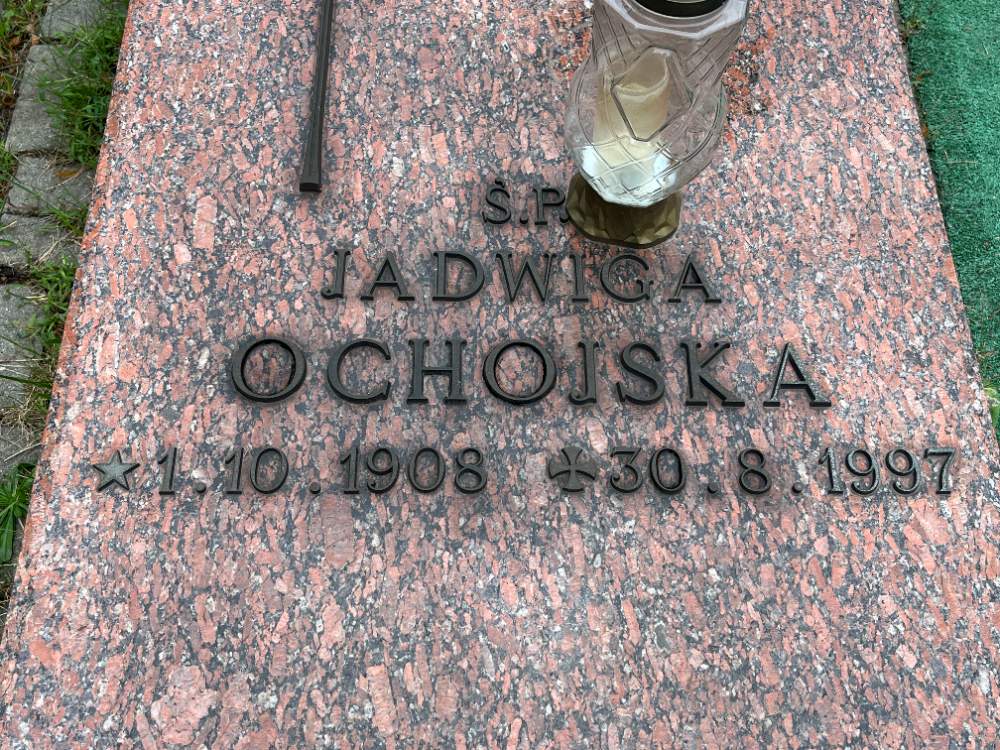 Ś.P.
JADWIGA
OCHOJSKA
★ 1.10.1908 ✠ 30.8.1997